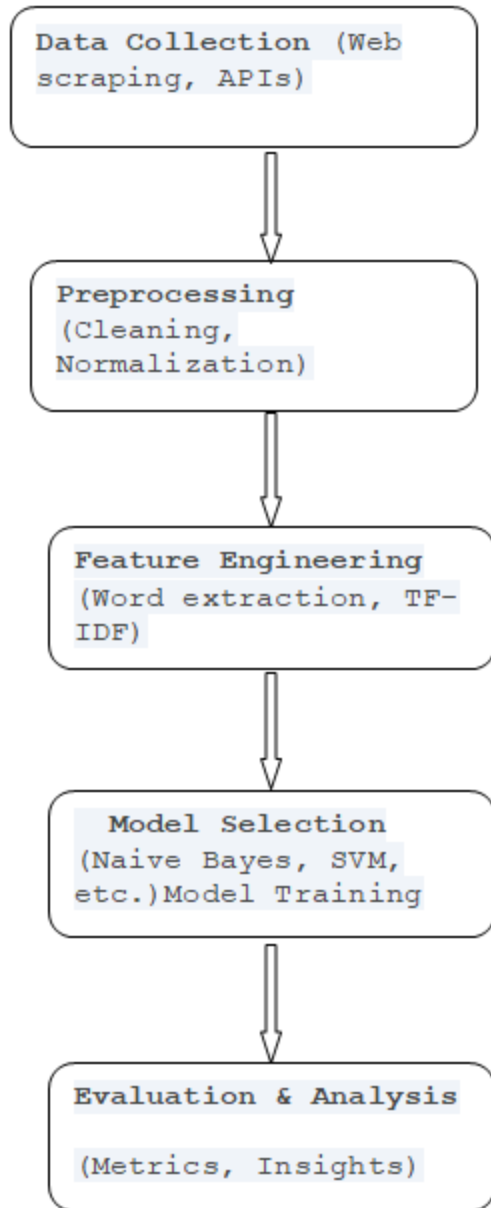 Data Collection (Web
scraping, APIs)
Preprocessing
(Cleaning,
Normalization)
Feature Engineering
(Word extraction, TF-
IDF)
Model Selection
(Naive Bayes, SVM,
etc.)Model Training
Evaluation & Analysis
(Metrics, Insights)